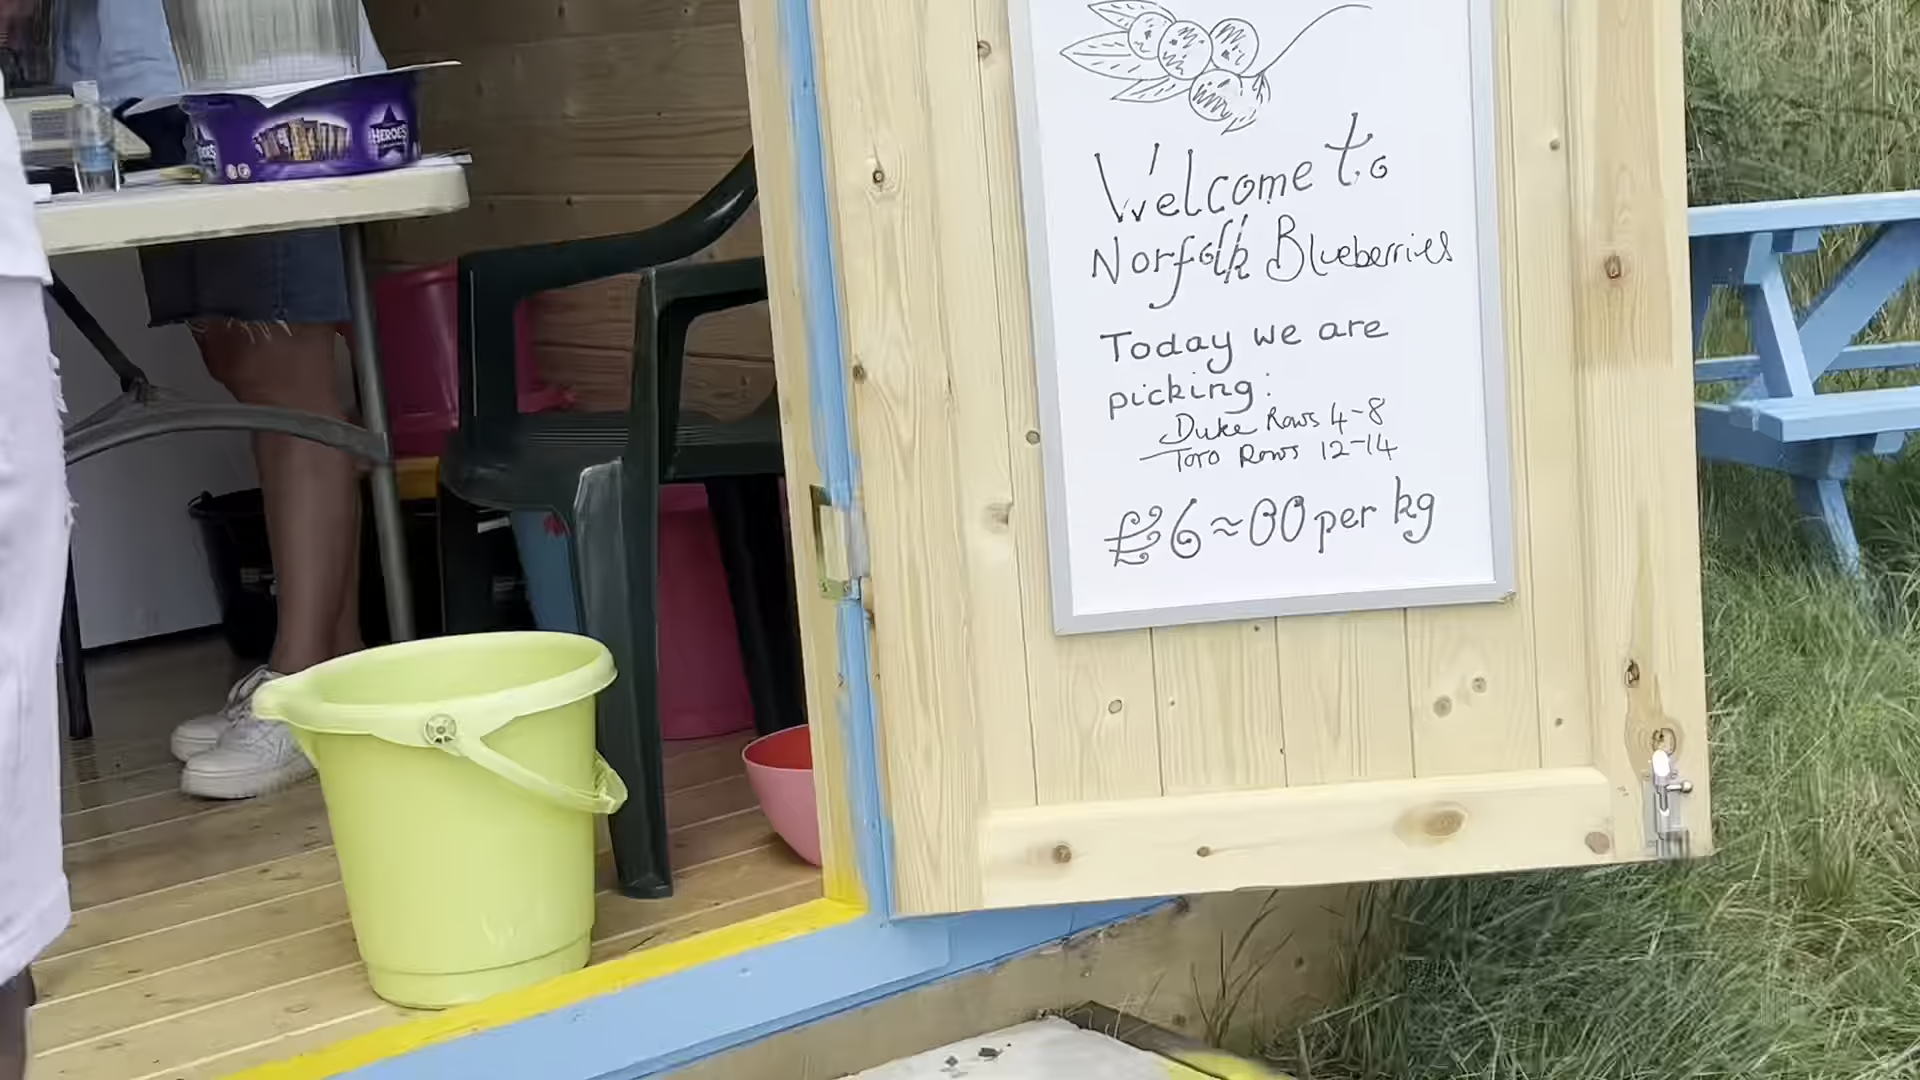 HEROES
Welcome to
Norfolk Blueberries
Today we are
picking:
Duke Rows 4-8
Toro Rows 12-14
£6≈00 per kg